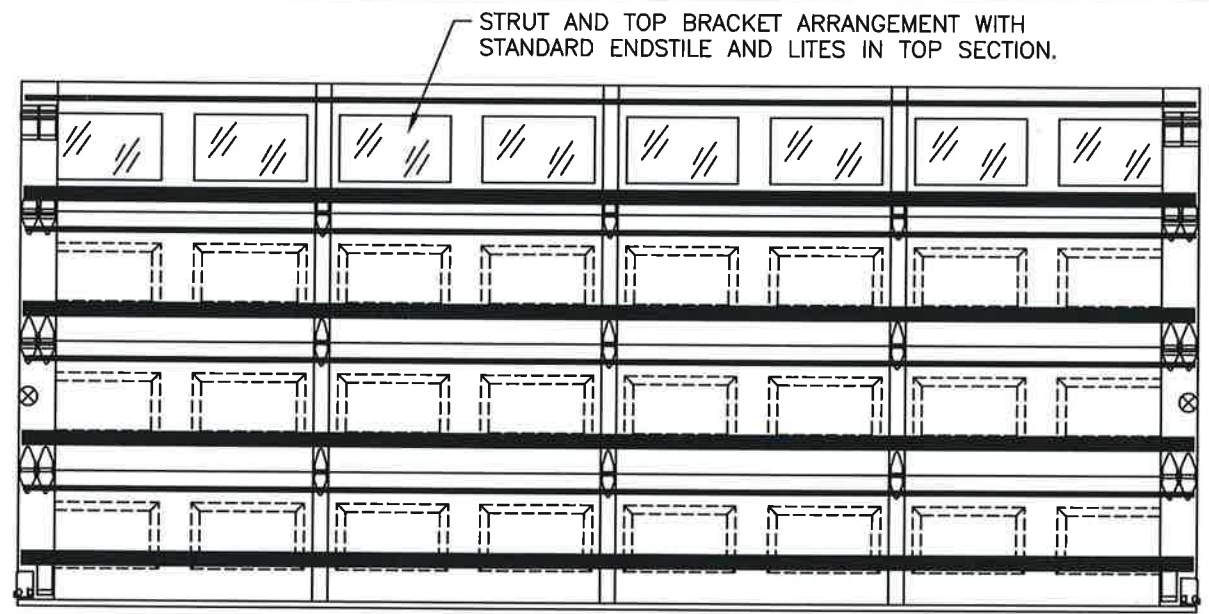 STRUT AND TOP BRACKET ARRANGEMENT WITH
STANDARD ENDSTILE AND LITES IN TOP SECTION.